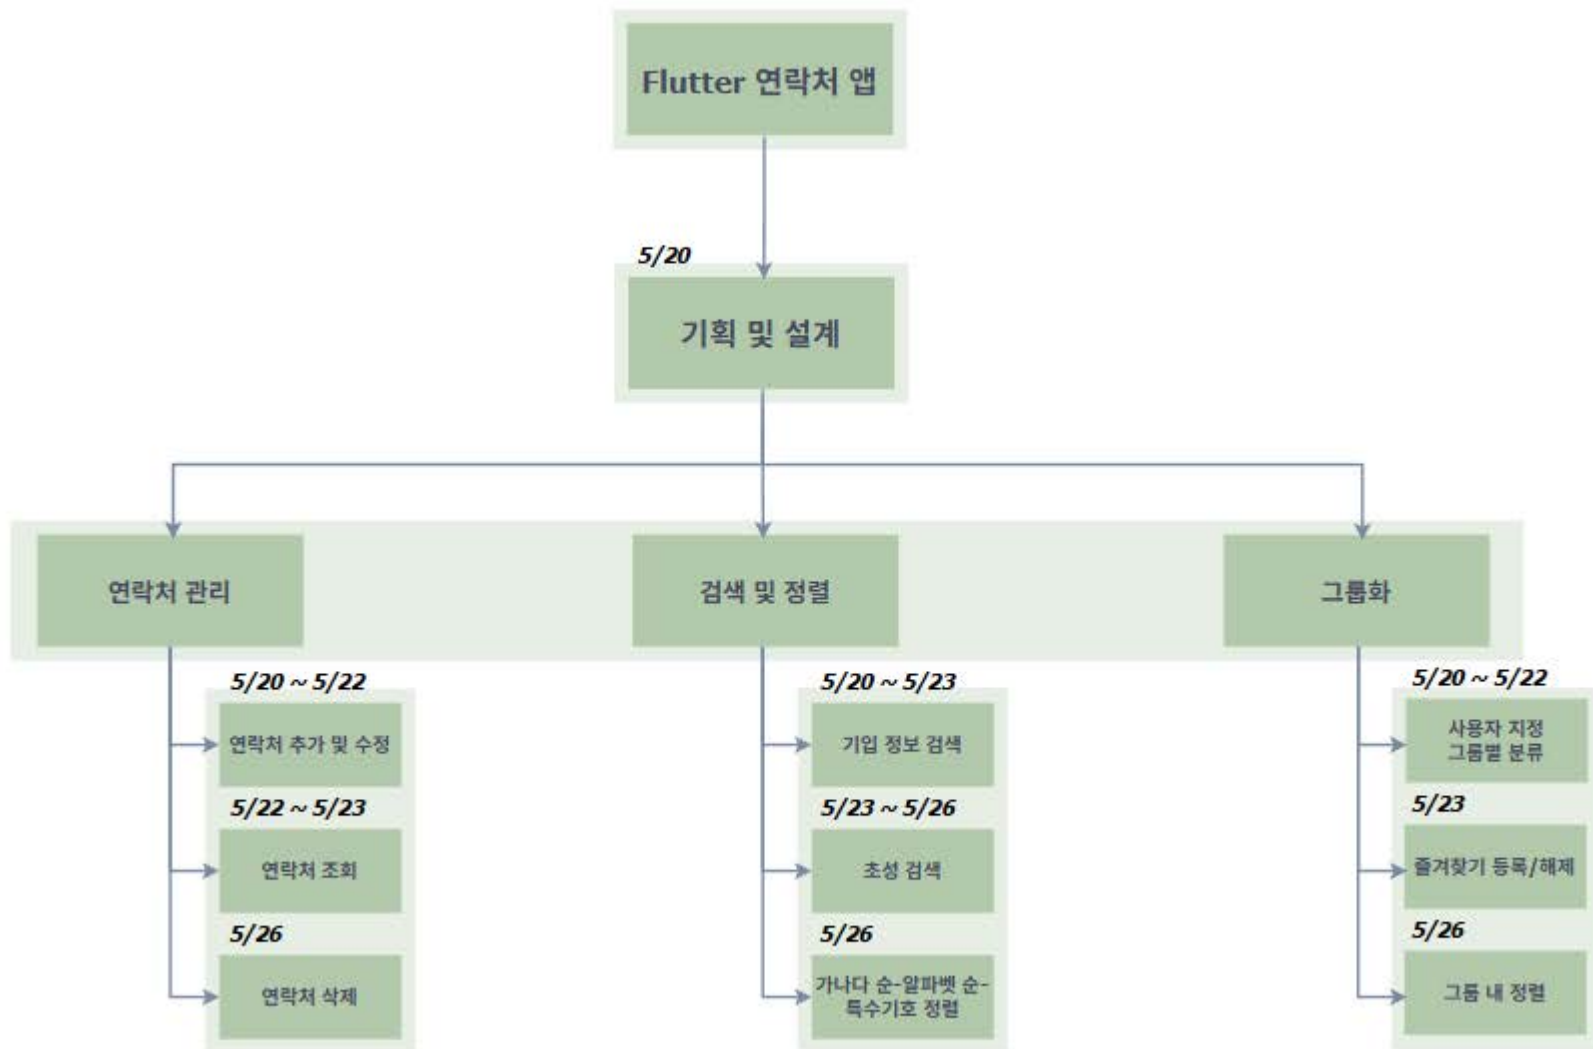 Flutter 연락처 앱
5/20
기획 및 설계
연락처 관리
검색 및 정렬
그룹화
5/20 ~ 5/22
연락처 추가 및 수정
5/22 ~ 5/23
연락처 조회
5/26
연락처 삭제
5/20 ~ 5/23
기입 정보 검색
5/23 ~ 5/26
초성 검색
5/26
가나다 순-알파벳 순-
특수기호 정렬
5/20 ~ 5/22
사용자 지정
그룹별 분류
5/23
즐겨찾기 등록/해제
5/26
그룹 내 정렬